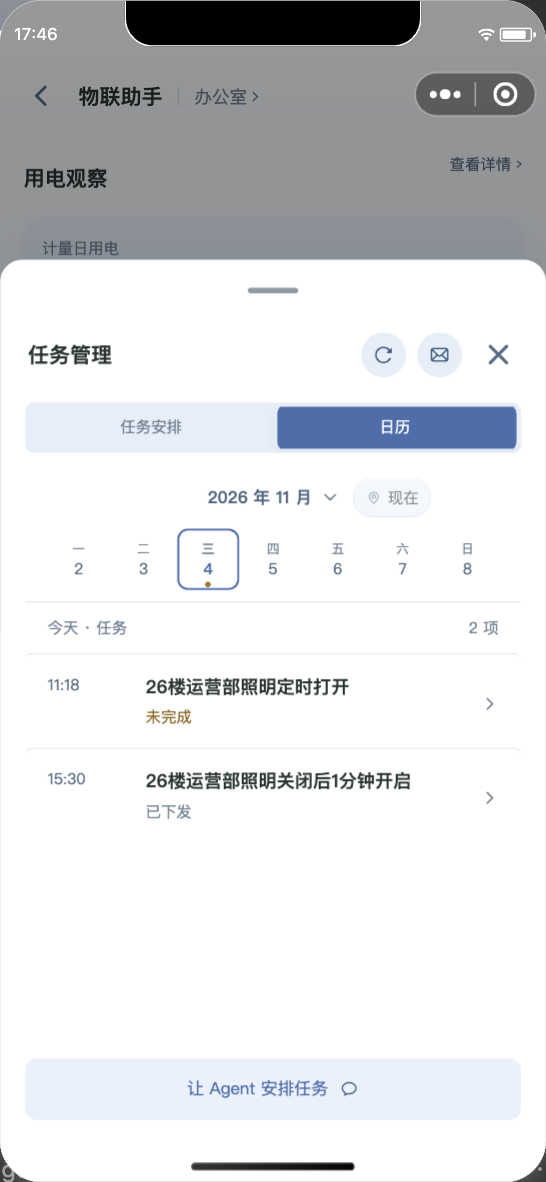 17:46
物联助手
办公室 >
用电观察
查看详情 >
计量日用电
任务管理
任务安排
日历
2026 年 11 月
现在
一 二 三 四 五 六 日
2 3 4 5 6 7 8
今天 · 任务
2 项
11:18
26楼运营部照明定时打开
未完成
15:30
26楼运营部照明关闭后1分钟开启
已下发
让 Agent 安排任务